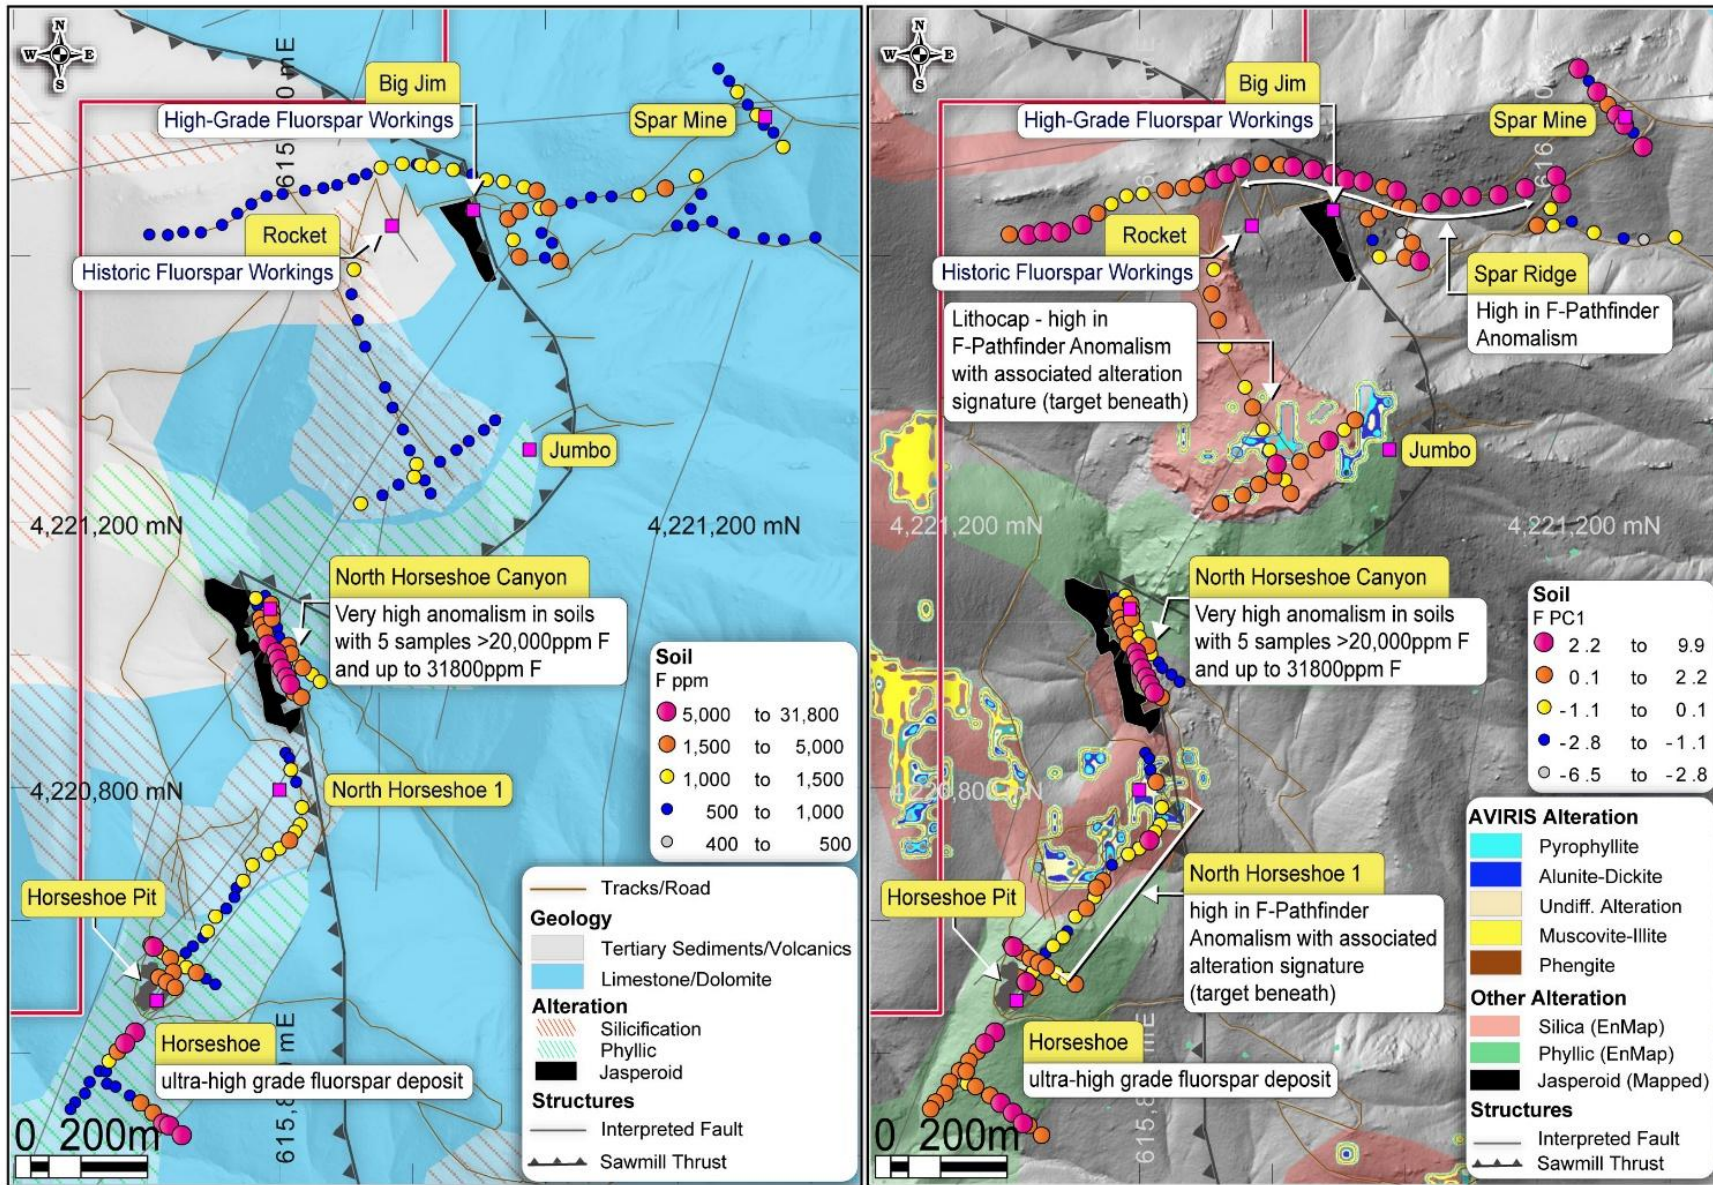 N
W E
S
Big Jim
High-Grade Fluorspar Workings
Spar Mine
Rocket
Historic Fluorspar Workings
Jumbo
4,221,200 mN
4,221,200 mN
North Horseshoe Canyon
Very high anomalism in soils
with 5 samples >20,000ppm F
and up to 31800ppm F
4,220,800 mN
North Horseshoe 1
Horseshoe Pit
Horseshoe
ultra-high grade fluorspar deposit
0 200m
Soil
F ppm
5,000 to 31,800
1,500 to 5,000
1,000 to 1,500
500 to 1,000
400 to 500
Tracks/Road
Geology
Tertiary Sediments/Volcanics
Limestone/Dolomite
Alteration
Silicification
Phyllic
Jasperoid
Structures
Interpreted Fault
Sawmill Thrust
N
W E
S
Big Jim
High-Grade Fluorspar Workings
Spar Mine
Rocket
Historic Fluorspar Workings
Spar Ridge
High in F-Pathfinder
Anomalism
Lithocap - high in
F-Pathfinder Anomalism
with associated alteration
signature (target beneath)
Jumbo
4,221,200 mN
4,221,200 mN
North Horseshoe Canyon
Very high anomalism in soils
with 5 samples >20,000ppm F
and up to 31800ppm F
4,220,800 mN
North Horseshoe 1
high in F-Pathfinder
Anomalism with associated
alteration signature
(target beneath)
Horseshoe Pit
Horseshoe
ultra-high grade fluorspar deposit
0 200m
Soil
F PC1
2.2 to 9.9
0.1 to 2.2
-1.1 to 0.1
-2.8 to -1.1
-6.5 to -2.8
AVIRIS Alteration
Pyrophyllite
Alunite-Dickite
Undiff. Alteration
Muscovite-Illite
Phengite
Other Alteration
Silica (EnMap)
Phyllic (EnMap)
Jasperoid (Mapped)
Structures
Interpreted Fault
Sawmill Thrust